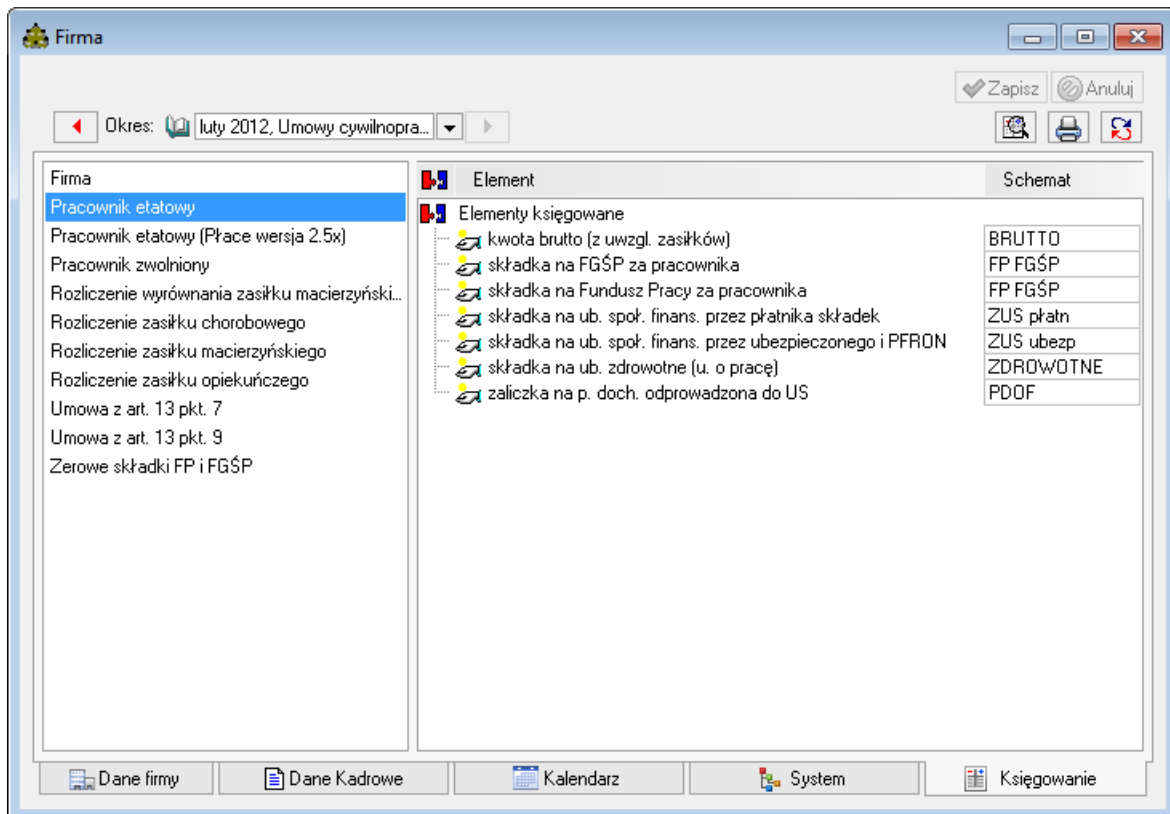 Firma
Zapisz
Anuluj
Okres:
luty 2012, Umowy cywilnopra...
Firma
Pracownik etatowy
Pracownik etatowy (Płace wersja 2.5x)
Pracownik zwolniony
Rozliczenie wyrównania zasiłku macierzyński...
Rozliczenie zasiłku chorobowego
Rozliczenie zasiłku macierzyńskiego
Rozliczenie zasiłku opiekuńczego
Umowa z art. 13 pkt. 7
Umowa z art. 13 pkt. 9
Zerowe składki FP i FGŚP
Element Schemat
Elementy księgowane
kwota brutto (z uwzgl. zasiłków) BRUTTO
składka na FGŚP za pracownika FP FGŚP
składka na Fundusz Pracy za pracownika FP FGŚP
składka na ub. społ. finans. przez płatnika składek ZUS płatn
składka na ub. społ. finans. przez ubezpieczonego i PFRON ZUS ubezp
składka na ub. zdrowotne (u. o pracę) ZDROWOTNE
zaliczka na p. doch. odprowadzona do US PDOF
Dane firmy
Dane Kadrowe
Kalendarz
System
Księgowanie